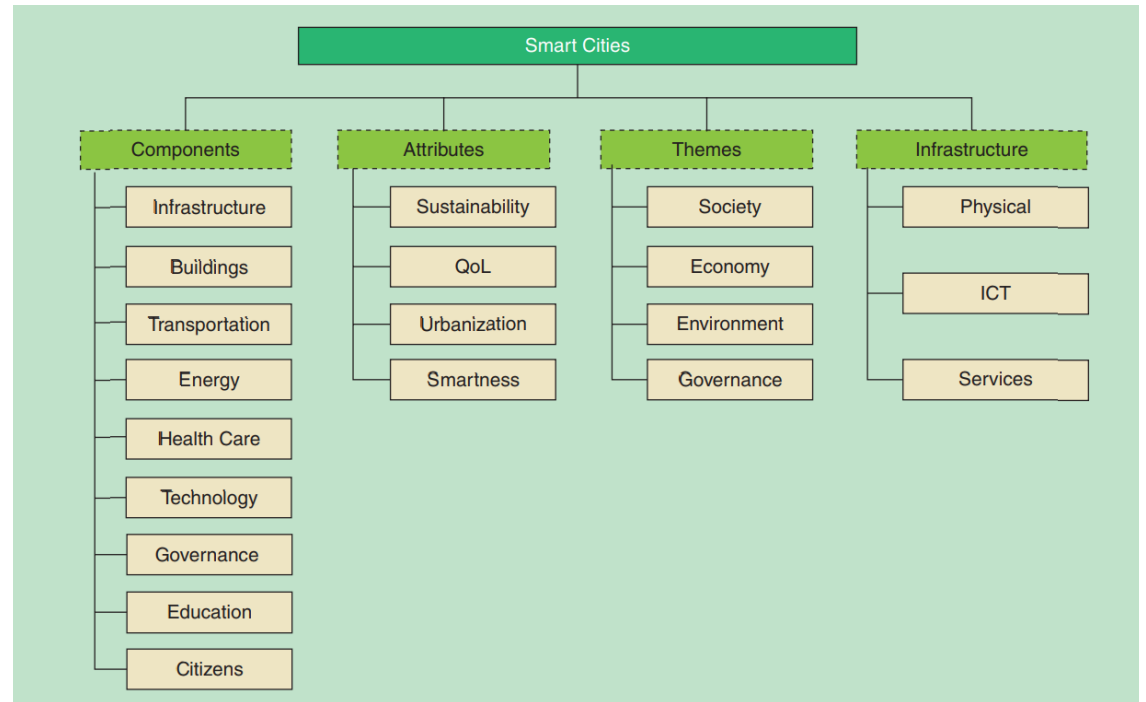 Smart Cities
Components
Attributes
Themes
Infrastructure
Infrastructure
Buildings
Transportation
Energy
Health Care
Technology
Governance
Education
Citizens
Sustainability
QoL
Urbanization
Smartness
Society
Economy
Environment
Governance
Physical
ICT
Services